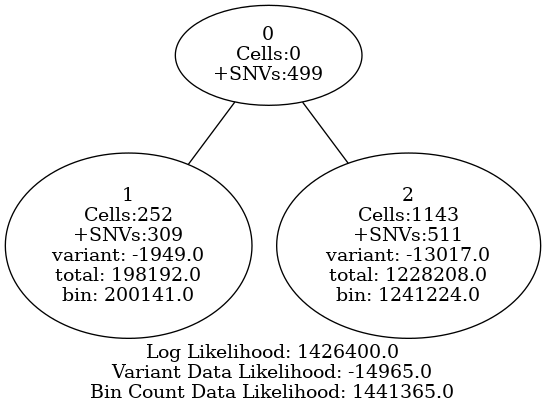 0
Cells:0
+SNVs:499
1
Cells:252
+SNVs:309
variant: -1949.0
total: 198192.0
bin: 200141.0
2
Cells:1143
+SNVs:511
variant: -13017.0
total: 1228208.0
bin: 1241224.0
Log Likelihood: 1426400.0
Variant Data Likelihood: -14965.0
Bin Count Data Likelihood: 1441365.0